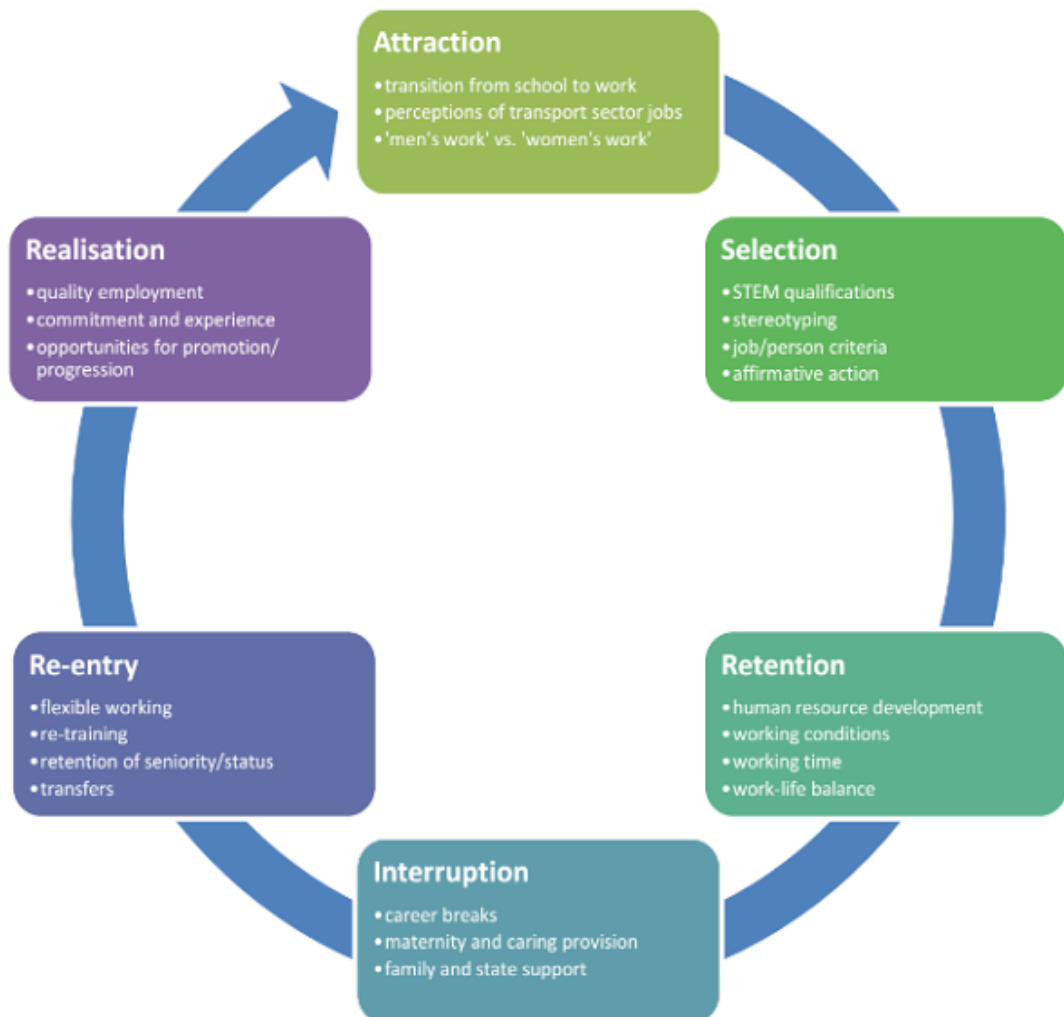 Attraction
•transition from school to work
•perceptions of transport sector jobs
•'men's work' vs. 'women's work'
Selection
•STEM qualifications
•stereotyping
•job/person criteria
•affirmative action
Retention
•human resource development
•working conditions
•working time
•work-life balance
Interruption
•career breaks
•maternity and caring provision
•family and state support
Re-entry
•flexible working
•re-training
•retention of seniority/status
•transfers
Realisation
•quality employment
•commitment and experience
•opportunities for promotion/
progression